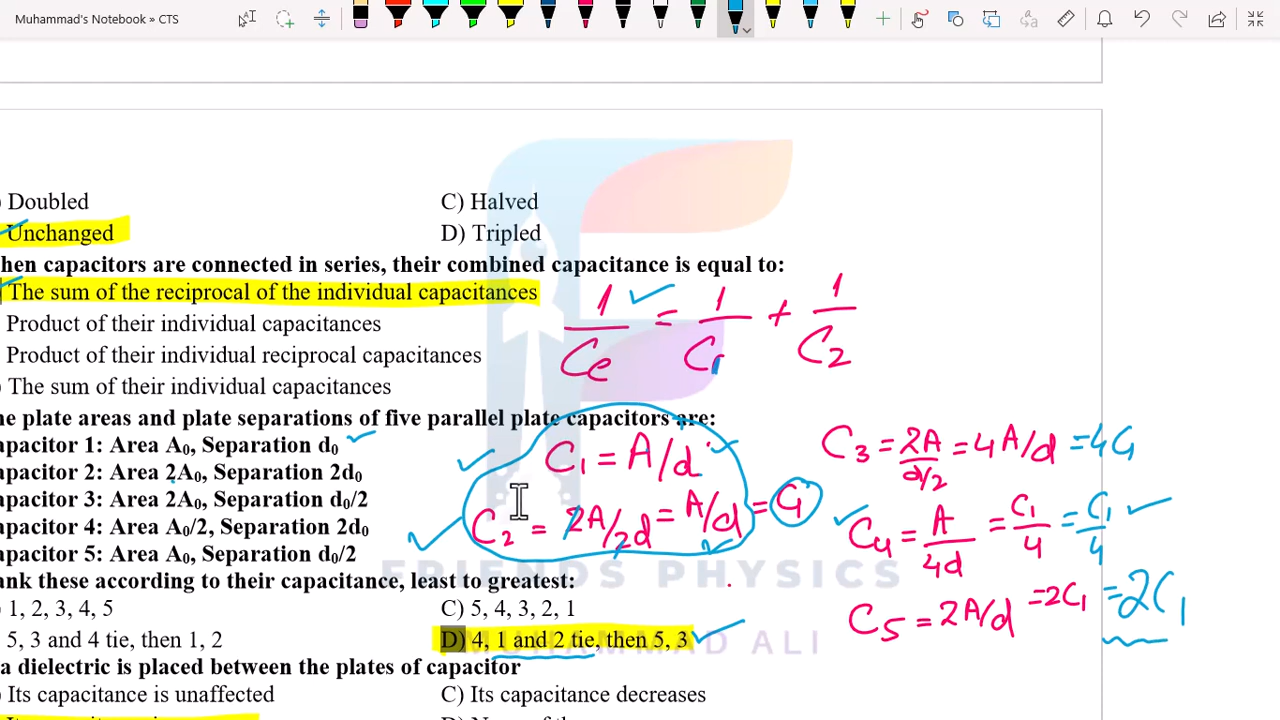 Muhammad's Notebook » CTS
Doubled
C) Halved
Unchanged
D) Tripled
hen capacitors are connected in series, their combined capacitance is equal to:
The sum of the reciprocal of the individual capacitances
Product of their individual capacitances
Product of their individual reciprocal capacitances
The sum of their individual capacitances
1/Ce = 1/C1 + 1/C2
ne plate areas and plate separations of five parallel plate capacitors are:
apacitor 1: Area A₀, Separation d₀
apacitor 2: Area 2A₀, Separation 2d₀
apacitor 3: Area 2A₀, Separation d₀/2
apacitor 4: Area A₀/2, Separation 2d₀
apacitor 5: Area A₀, Separation d₀/2
C1 = A/d
C2 = 2A/2d = A/d = C1
C3 = 2A/d/2 = 4A/d = 4C1
C4 = A/4d = C1/4 = C1/4
C5 = 2A/d = 2C1 = 2C1
FRIENDS PHYSICS
MUHAMMAD ALI
ank these according to their capacitance, least to greatest:
1, 2, 3, 4, 5
C) 5, 4, 3, 2, 1
5, 3 and 4 tie, then 1, 2
D) 4, 1 and 2 tie, then 5, 3
a dielectric is placed between the plates of capacitor
Its capacitance is unaffected
C) Its capacitance decreases